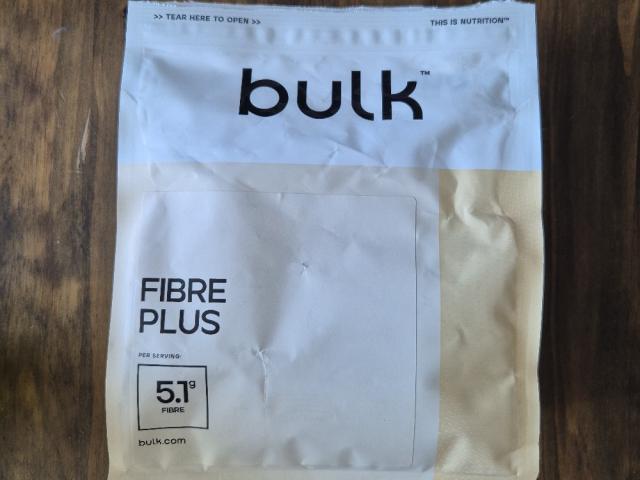 >> TEAR HERE TO OPEN >>
THIS IS NUTRITION™
bulk™
FIBRE
PLUS
PER SERVING:
5.1g
FIBRE
bulk.com